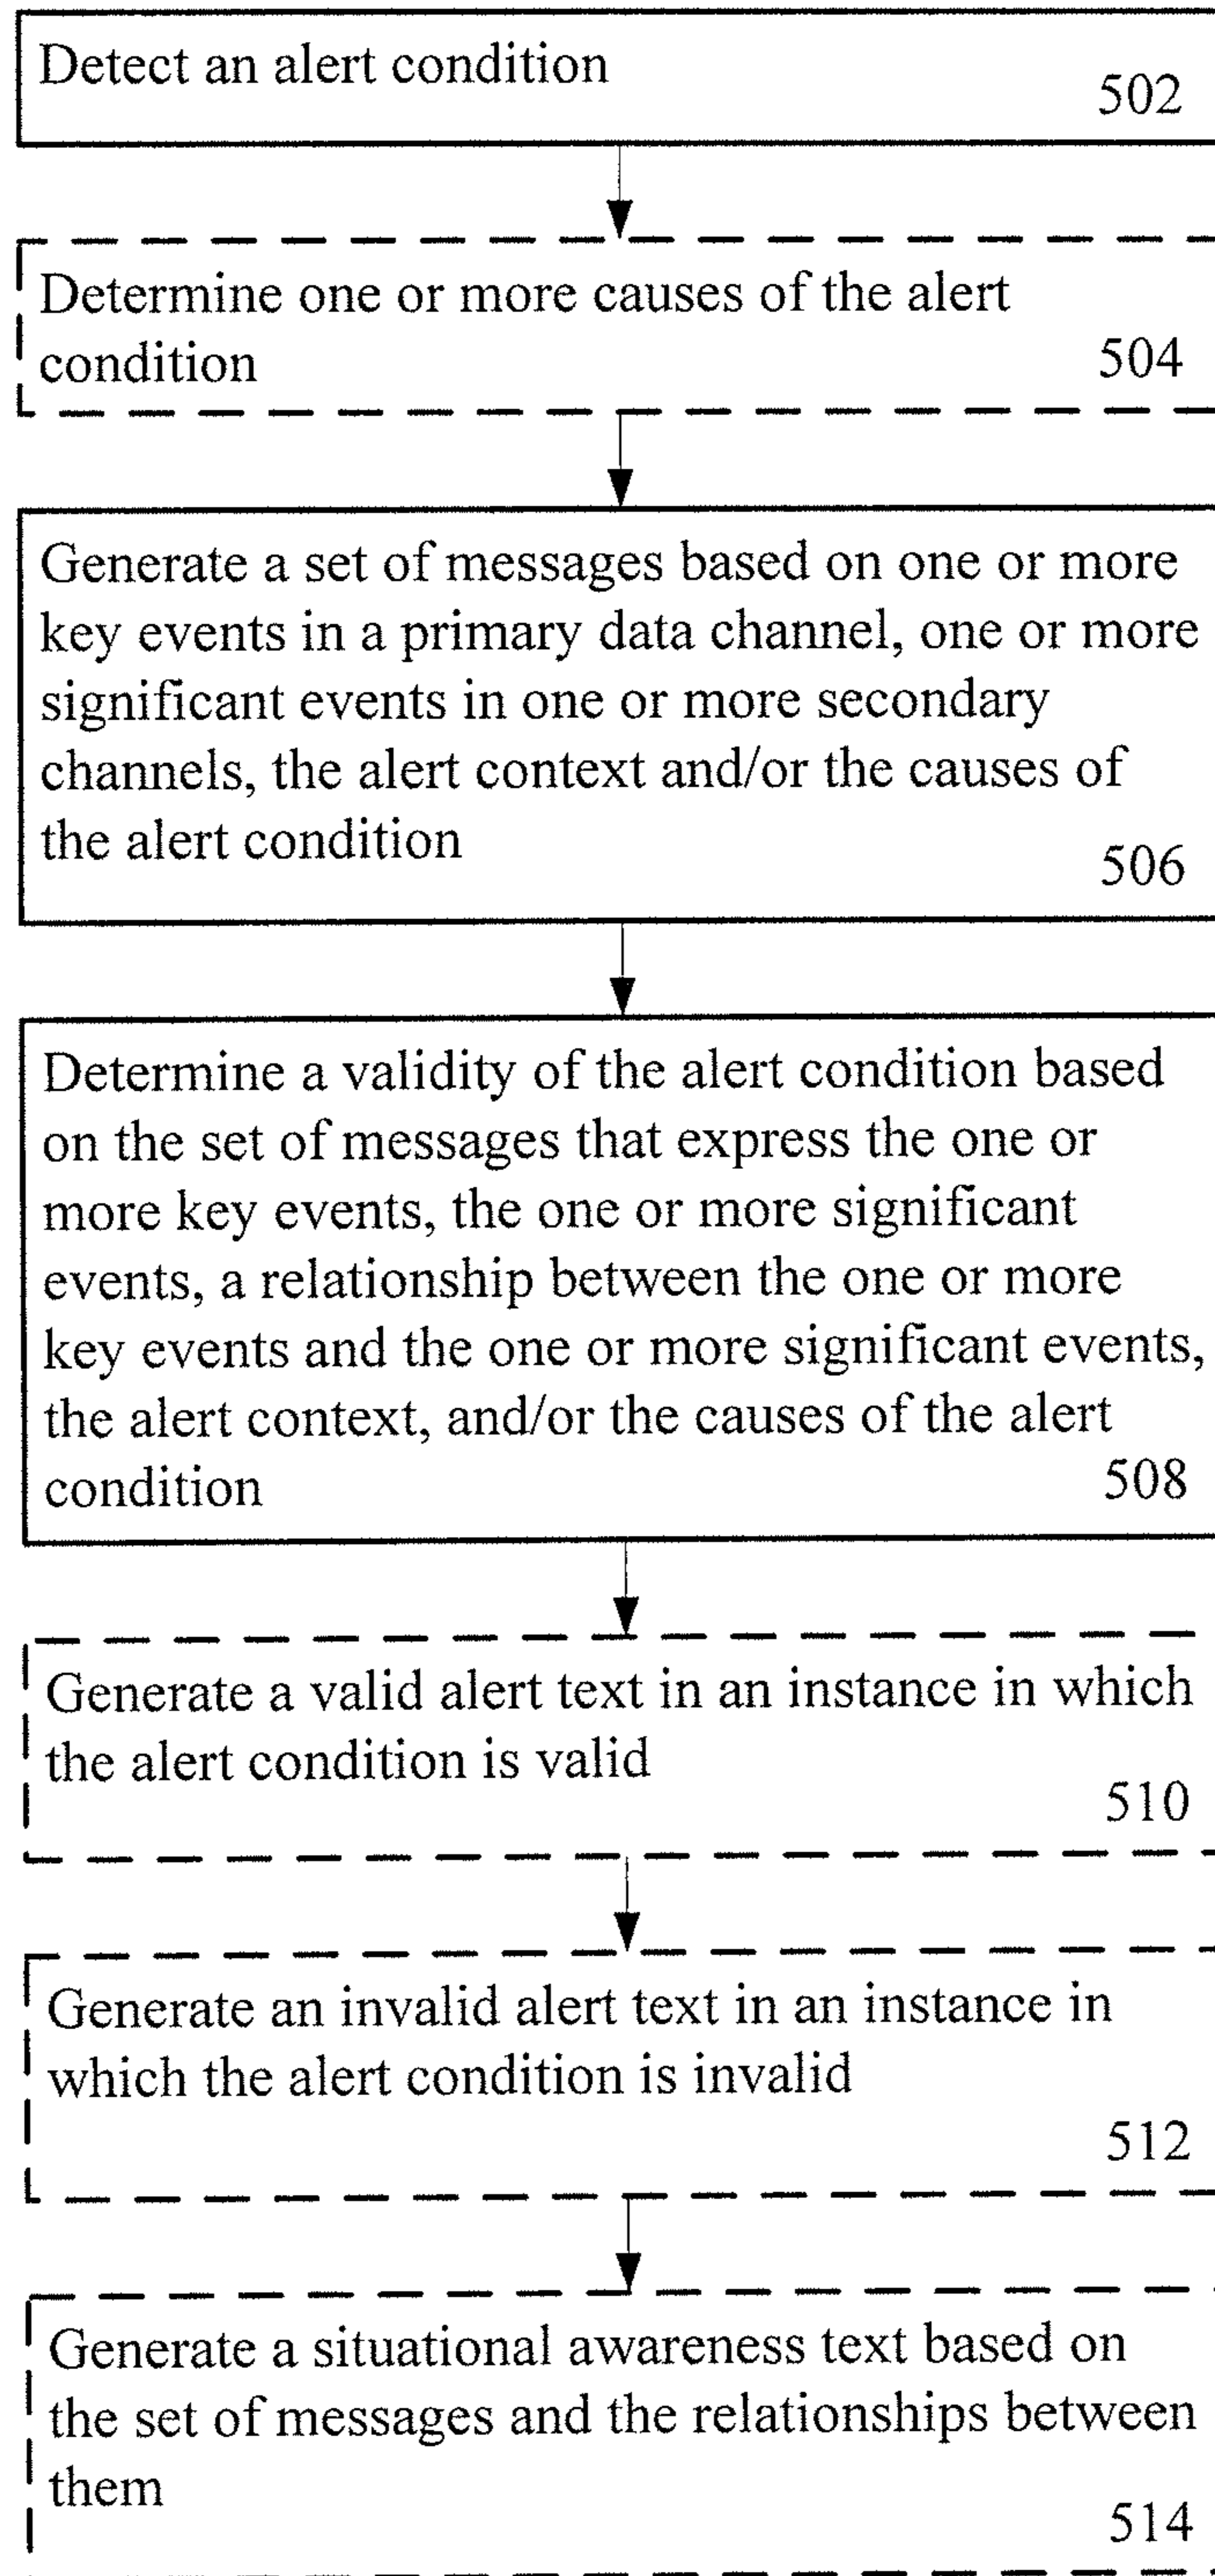 Detect an alert condition
502
Determine one or more causes of the alert
condition
504
Generate a set of messages based on one or more
key events in a primary data channel, one or more
significant events in one or more secondary
channels, the alert context and/or the causes of
the alert condition
506
Determine a validity of the alert condition based
on the set of messages that express the one or
more key events, the one or more significant
events, a relationship between the one or more
key events and the one or more significant events,
the alert context, and/or the causes of the alert
condition
508
Generate a valid alert text in an instance in which
the alert condition is valid
510
Generate an invalid alert text in an instance in
which the alert condition is invalid
512
Generate a situational awareness text based on
the set of messages and the relationships between
them
514